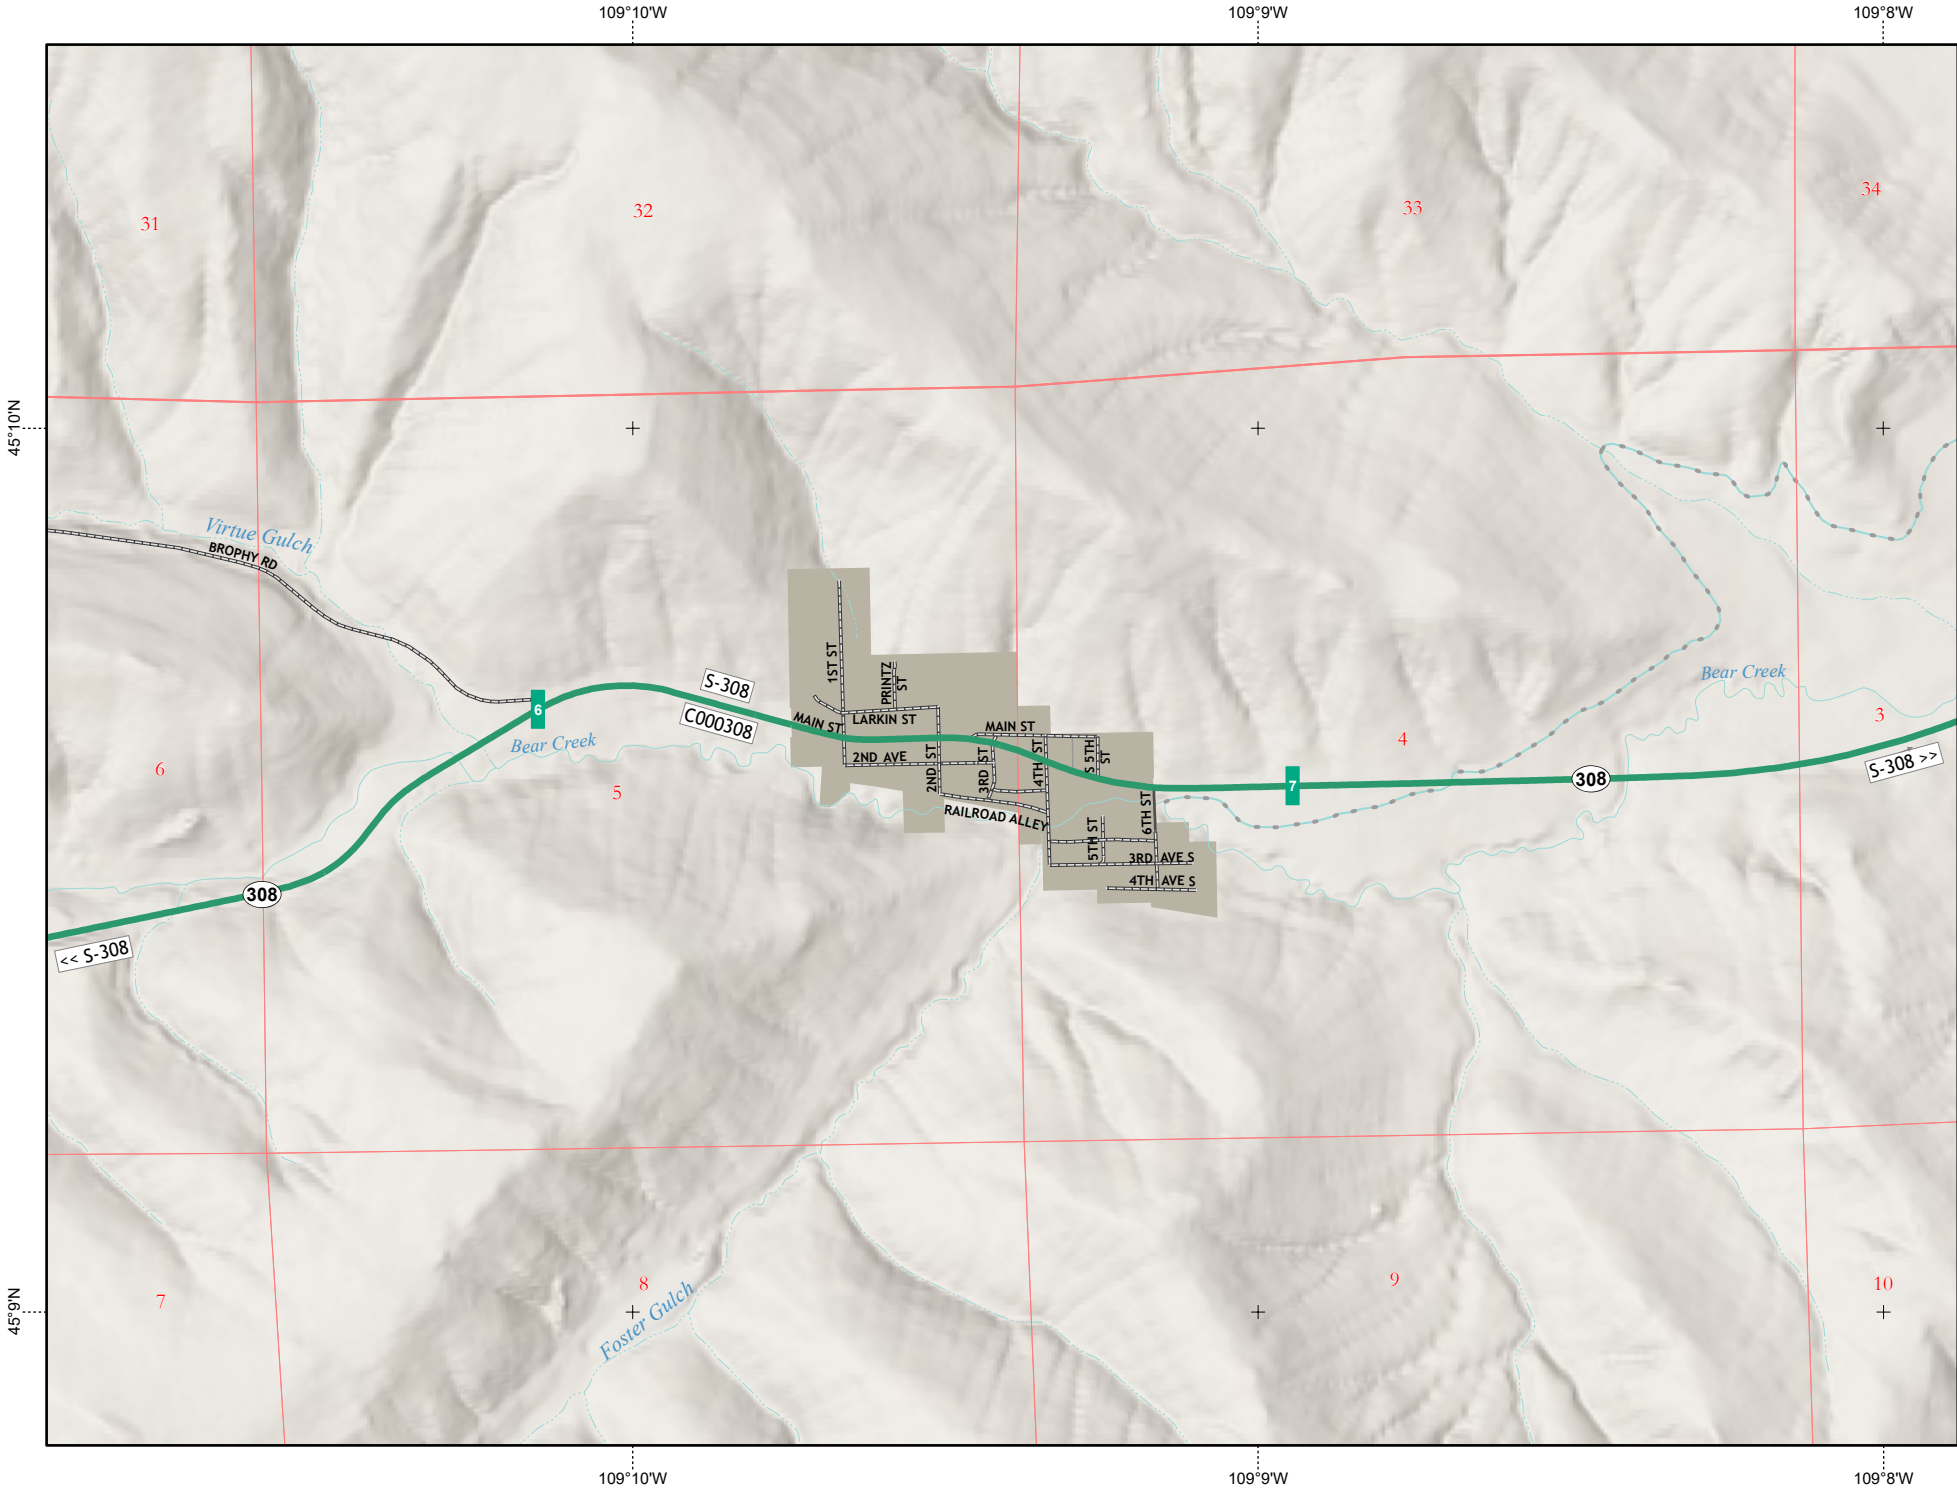 109°10'W
109°9'W
109°8'W
31
32
33
34
45°10'N
Virtue Gulch
BROPHY RD
1ST ST
PRINTZ
ST
Bear Creek
S-308
6
C000308
MAIN ST
LARKIN ST
MAIN ST
3
4
Bear Creek
2ND AVE
2ND ST
3RD ST
4TH ST
S 5TH
ST
S-308 >>
6
5
7
308
RAILROAD ALLEY
6TH ST
5TH ST
3RD AVE S
4TH AVE S
308
<< S-308
7
8
9
10
Foster Gulch
45°9'N
109°10'W
109°9'W
109°8'W